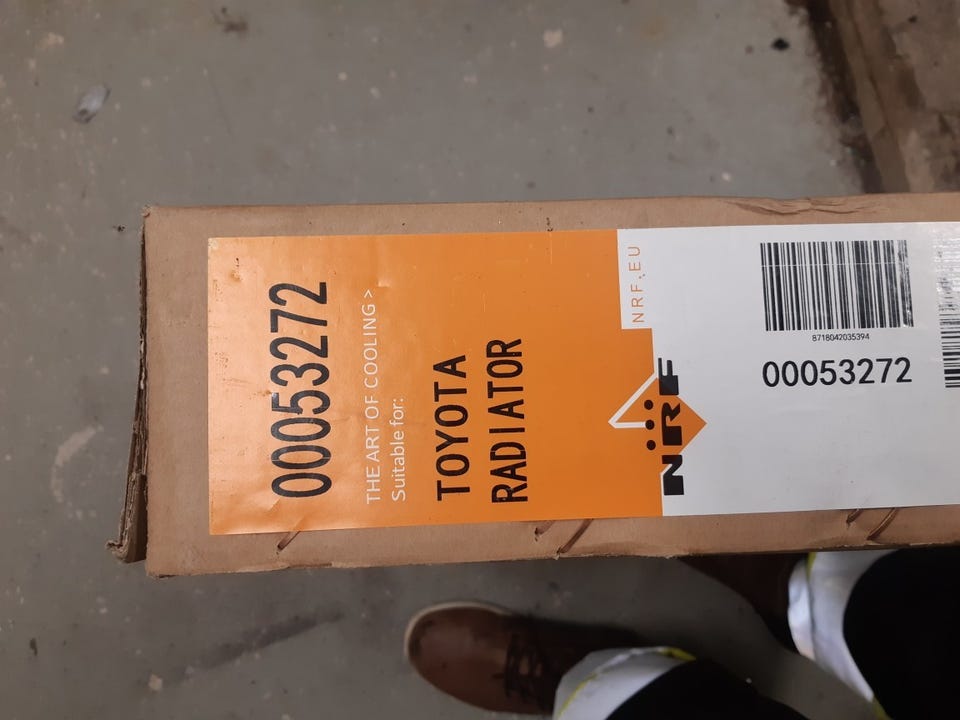 00053272
THE ART OF COOLING >
Suitable for:
TOYOTA
RADIATOR
NRF.EU
NRF
8718042035394
00053272